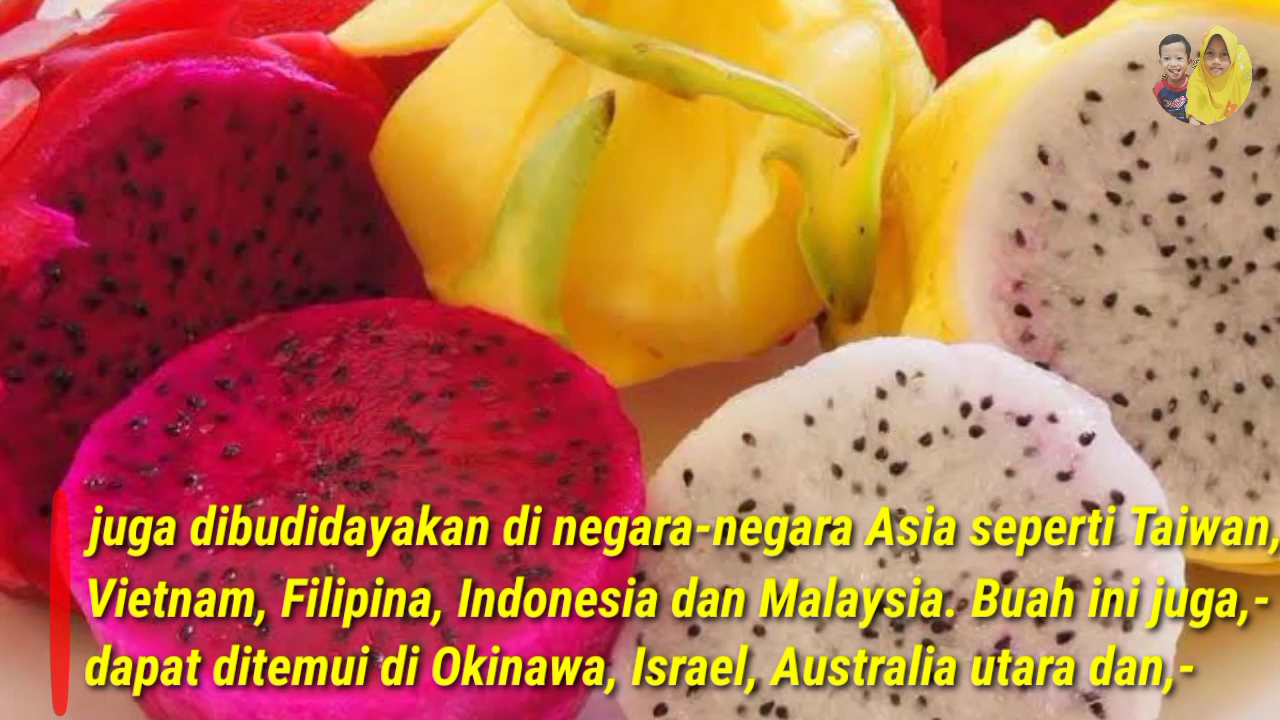 juga dibudidayakan di negara-negara Asia seperti Taiwan,
Vietnam, Filipina, Indonesia dan Malaysia. Buah ini juga,-
dapat ditemui di Okinawa, Israel, Australia utara dan,-